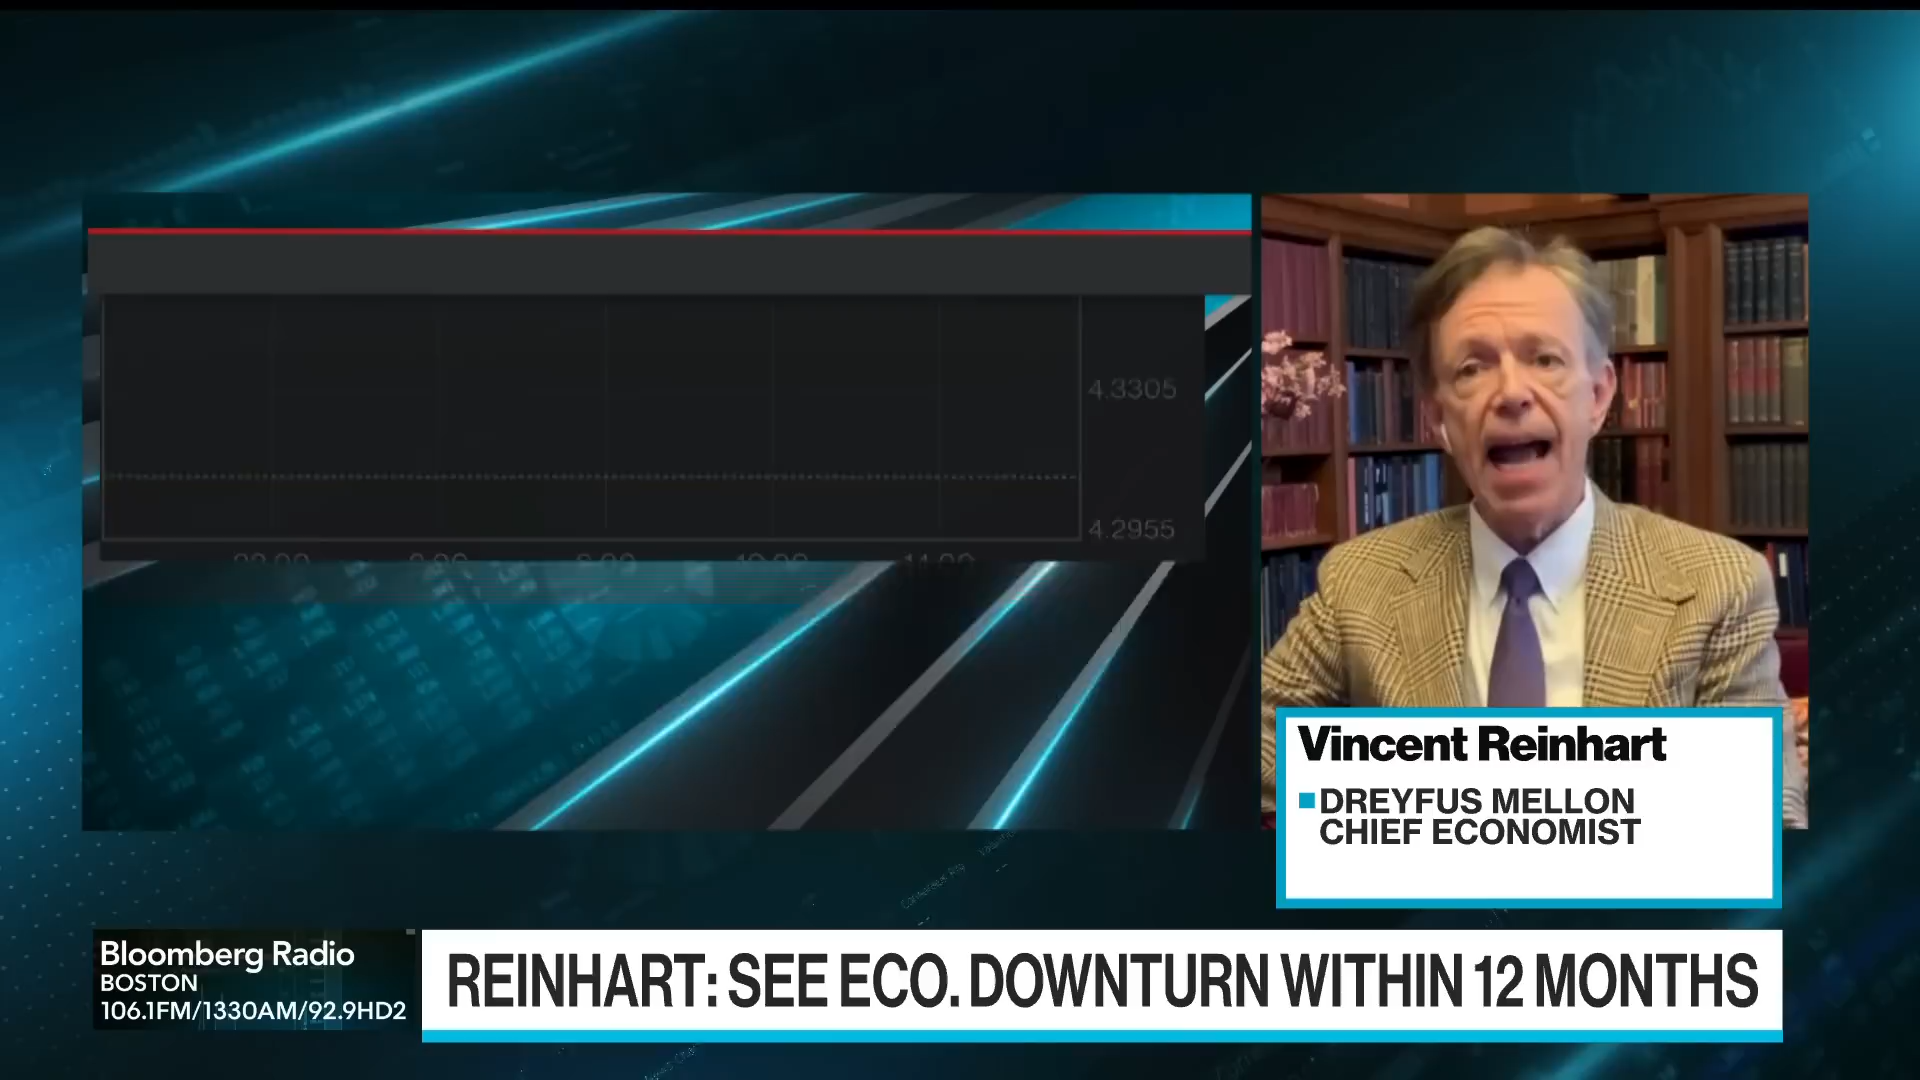 4.3305
4.2955
Vincent Reinhart
DREYFUS MELLON
CHIEF ECONOMIST
Bloomberg Radio
BOSTON
106.1FM/1330AM/92.9HD2
REINHART: SEE ECO. DOWNTURN WITHIN 12 MONTHS